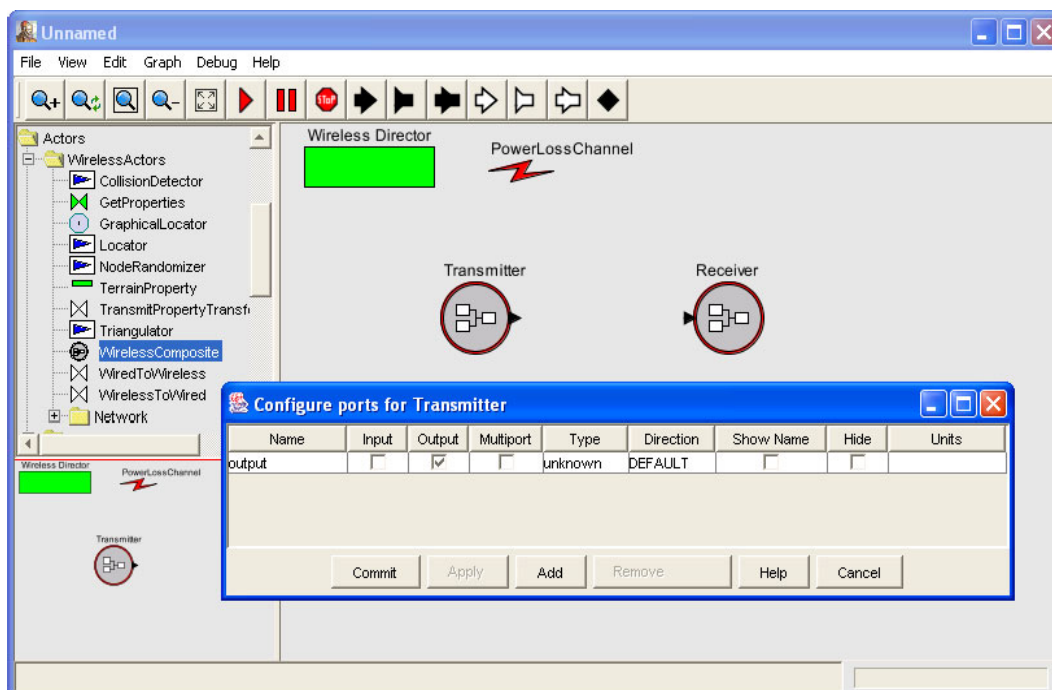 Unnamed
File View Edit Graph Debug Help
STOP
Actors
WirelessActors
CollisionDetector
GetProperties
GraphicalLocator
Locator
NodeRandomizer
TerrainProperty
TransmitPropertyTransf
Triangulator
WirelessComposite
WiredToWireless
WirelessToWired
Network
Wireless Director
PowerLossChannel
Transmitter
Receiver
Configure ports for Transmitter
Name Input Output Multiport Type Direction Show Name Hide Units
output unknown DEFAULT
Commit Apply Add Remove Help Cancel
Wireless Director
PowerLossChannel
Transmitter